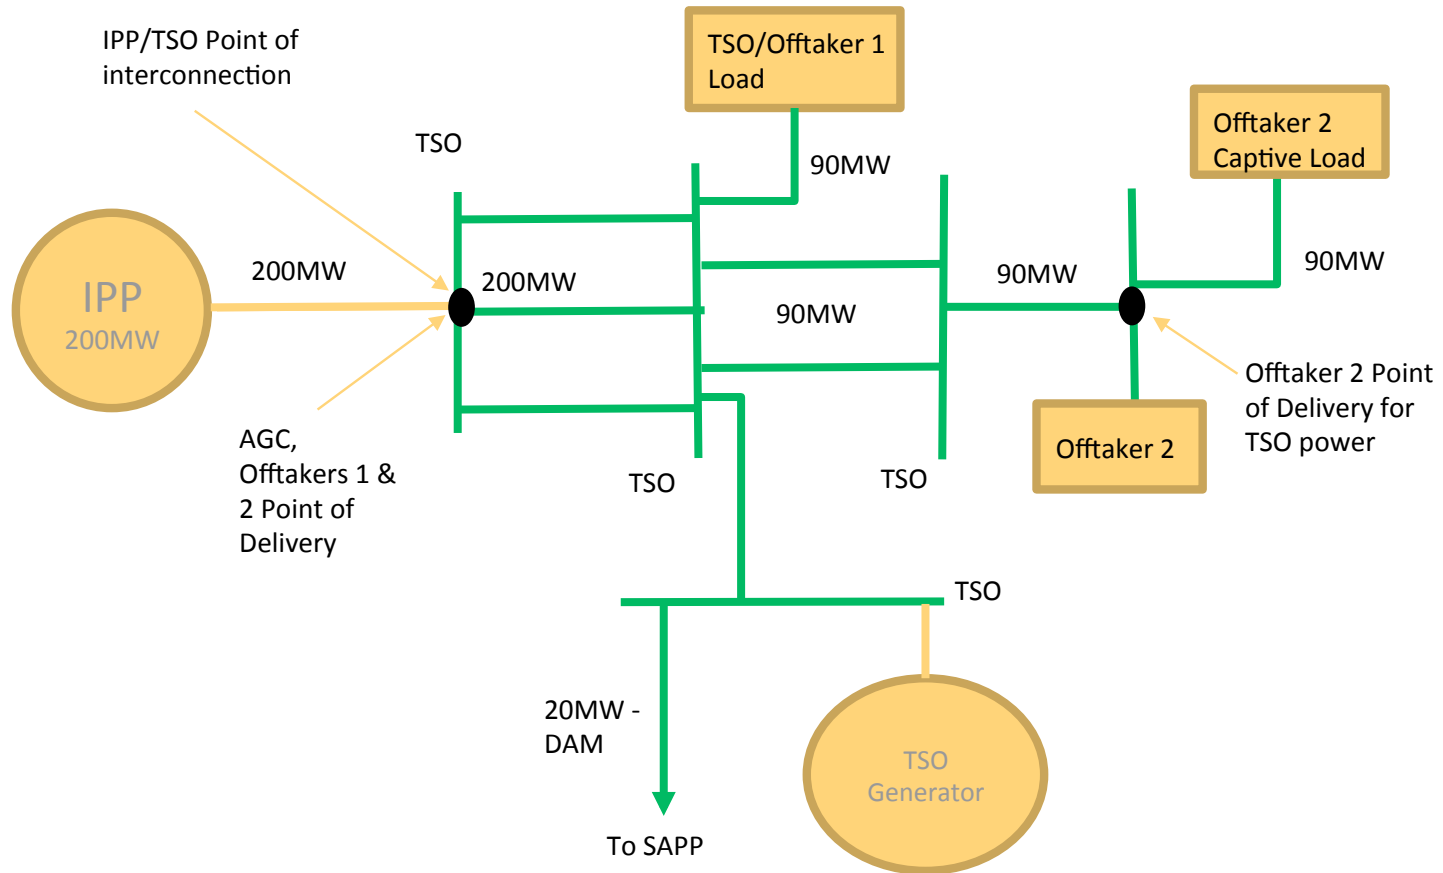 IPP/TSO Point of
interconnection
TSO/Offtaker 1
Load
Offtaker 2
Captive Load
TSO
90MW
200MW
200MW
90MW
90MW
90MW
IPP
200MW
Offtaker 2 Point
of Delivery for
TSO power
AGC,
Offtakers 1 &
2 Point of
Delivery
Offtaker 2
TSO
TSO
TSO
20MW -
DAM
TSO
Generator
To SAPP